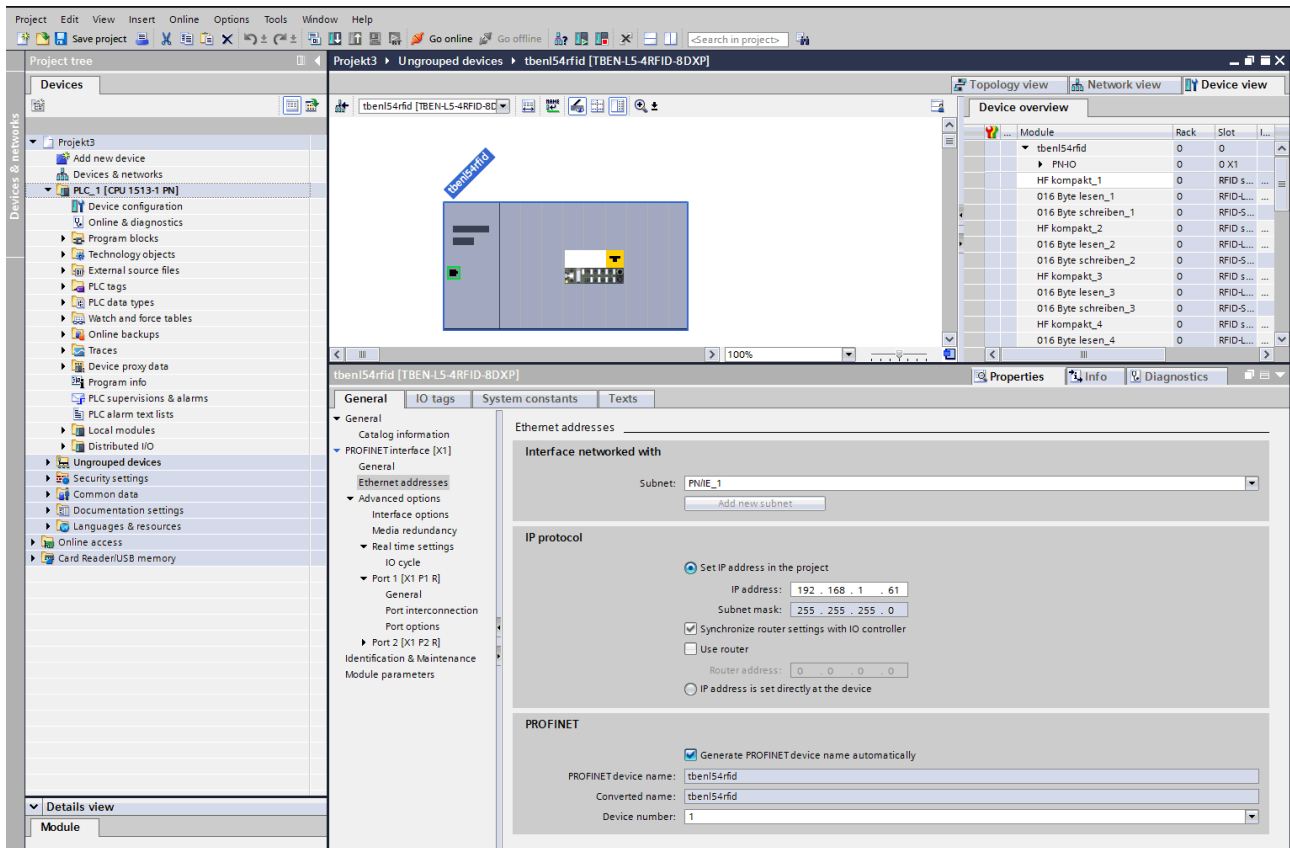 Project Edit View Insert Online Options Tools Window Help
Save project Go online Go offline <Search in project>
Project tree
Devices
Devices & networks
Projekt3
Add new device
Devices & networks
PLC_1 [CPU 1513-1 PN]
Device configuration
Online & diagnostics
Program blocks
Technology objects
External source files
PLC tags
PLC data types
Watch and force tables
Online backups
Traces
Device proxy data
Program info
PLC supervisions & alarms
PLC alarm text lists
Local modules
Distributed I/O
Ungrouped devices
Security settings
Common data
Documentation settings
Languages & resources
Online access
Card Reader/USB memory
Details view
Module
Projekt3 Ungrouped devices tbenl54rfid [TBEN-L5-4RFID-8DXP]
Topology view Network view Device view
tbenl54rfid [TBEN-L5-4RFID-8D
tbenl54rfid
100%
Device overview
... Module Rack Slot I...
tbenl54rfid 0 0
PN-IO 0 0 X1
HF kompakt_1 0 RFID s... ...
016 Byte lesen_1 0 RFID-L... ...
016 Byte schreiben_1 0 RFID-S...
HF kompakt_2 0 RFID s... ...
016 Byte lesen_2 0 RFID-L... ...
016 Byte schreiben_2 0 RFID-S...
HF kompakt_3 0 RFID s... ...
016 Byte lesen_3 0 RFID-L... ...
016 Byte schreiben_3 0 RFID-S...
HF kompakt_4 0 RFID s... ...
016 Byte lesen_4 0 RFID-L... ...
tbenl54rfid [TBEN-L5-4RFID-8DXP]
Properties Info Diagnostics
General IO tags System constants Texts
General
Catalog information
PROFINET interface [X1]
General
Ethernet addresses
Advanced options
Interface options
Media redundancy
Real time settings
IO cycle
Port 1 [X1 P1 R]
General
Port interconnection
Port options
Port 2 [X1 P2 R]
Identification & Maintenance
Module parameters
Ethernet addresses
Interface networked with
Subnet: PN/IE_1
Add new subnet
IP protocol
Set IP address in the project
IP address: 192 . 168 . 1 . 61
Subnet mask: 255 . 255 . 255 . 0
Synchronize router settings with IO controller
Use router
Router address: 0 . 0 . 0 . 0
IP address is set directly at the device
PROFINET
Generate PROFINET device name automatically
PROFINET device name: tbenl54rfid
Converted name: tbenl54rfid
Device number: 1